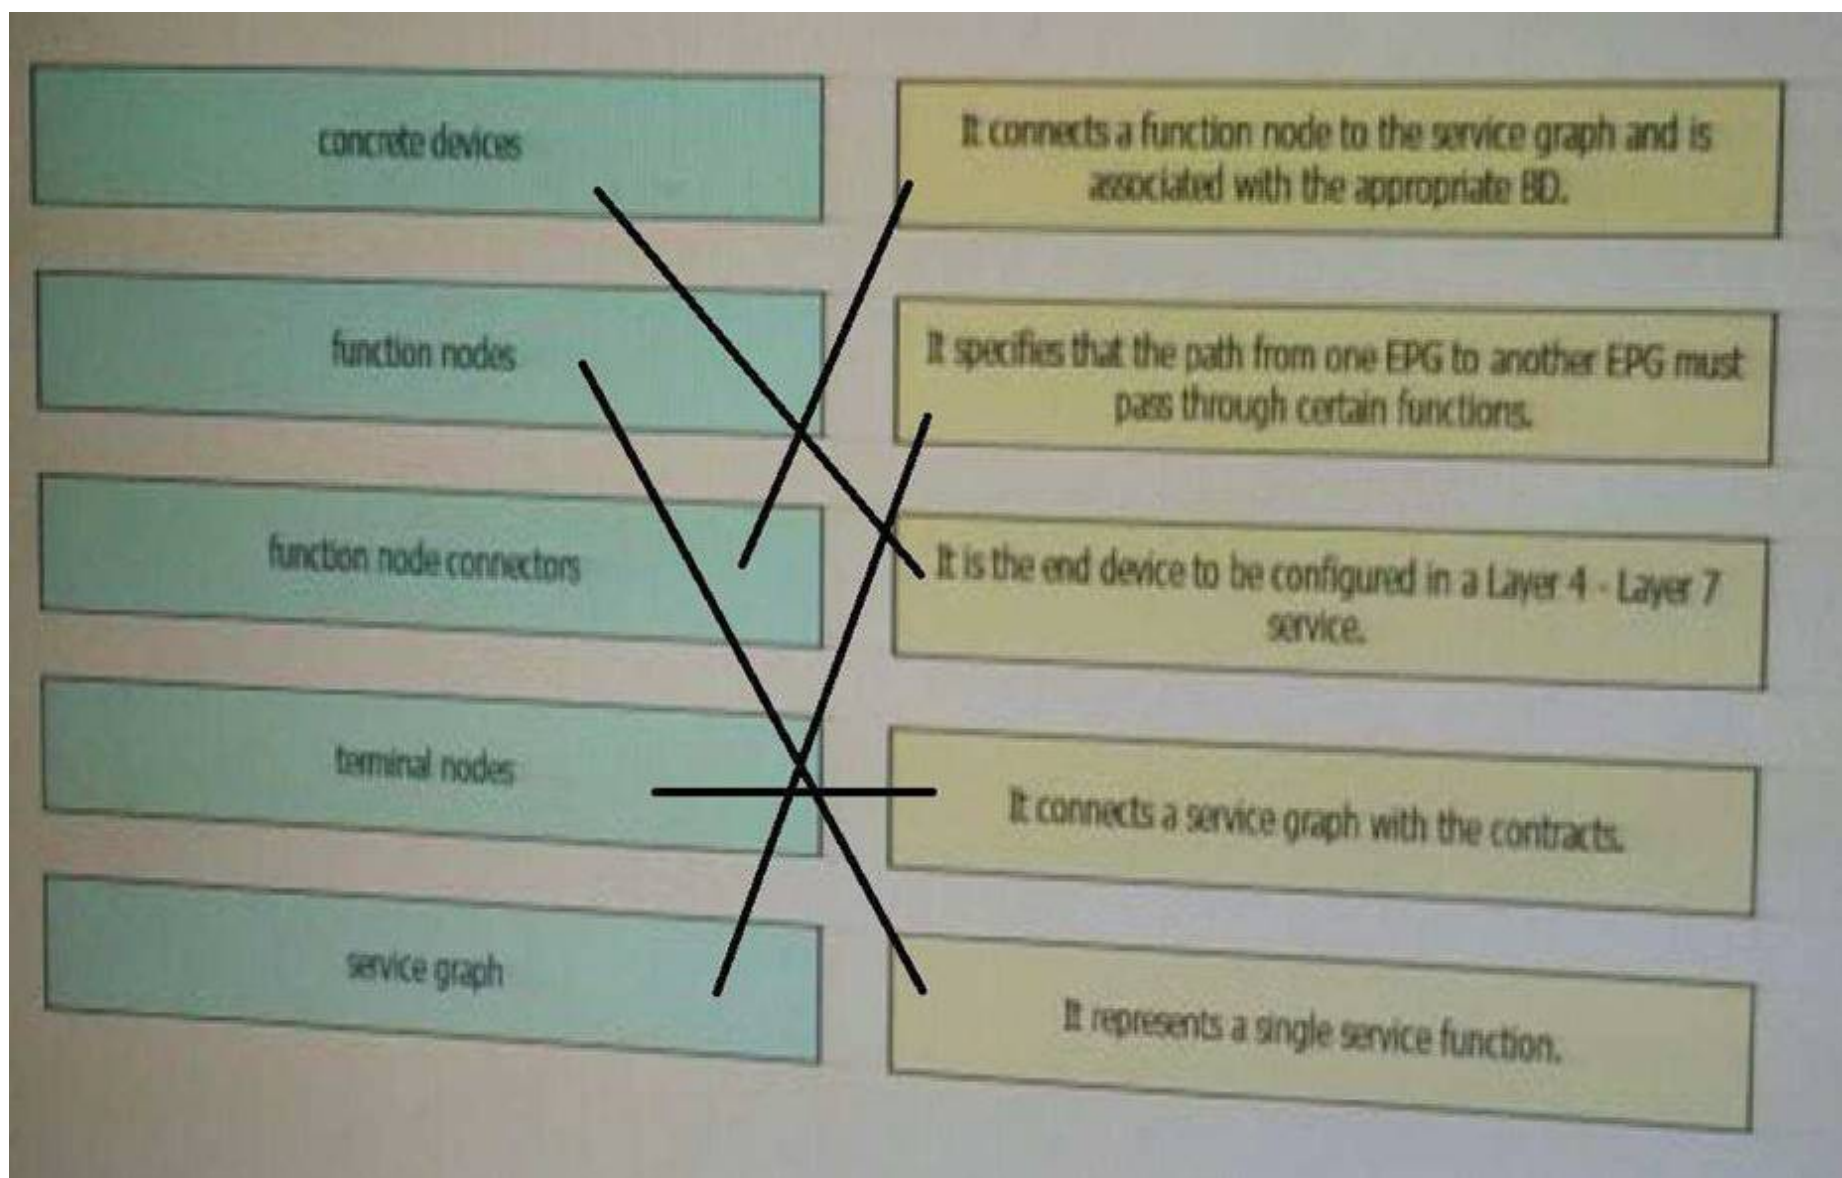 concrete devices
It connects a function node to the service graph and is
associated with the appropriate BD.
function nodes
It specifies that the path from one EPG to another EPG must
pass through certain functions.
function node connectors
It is the end device to be configured in a Layer 4 - Layer 7
service.
terminal nodes
It connects a service graph with the contracts.
service graph
It represents a single service function.